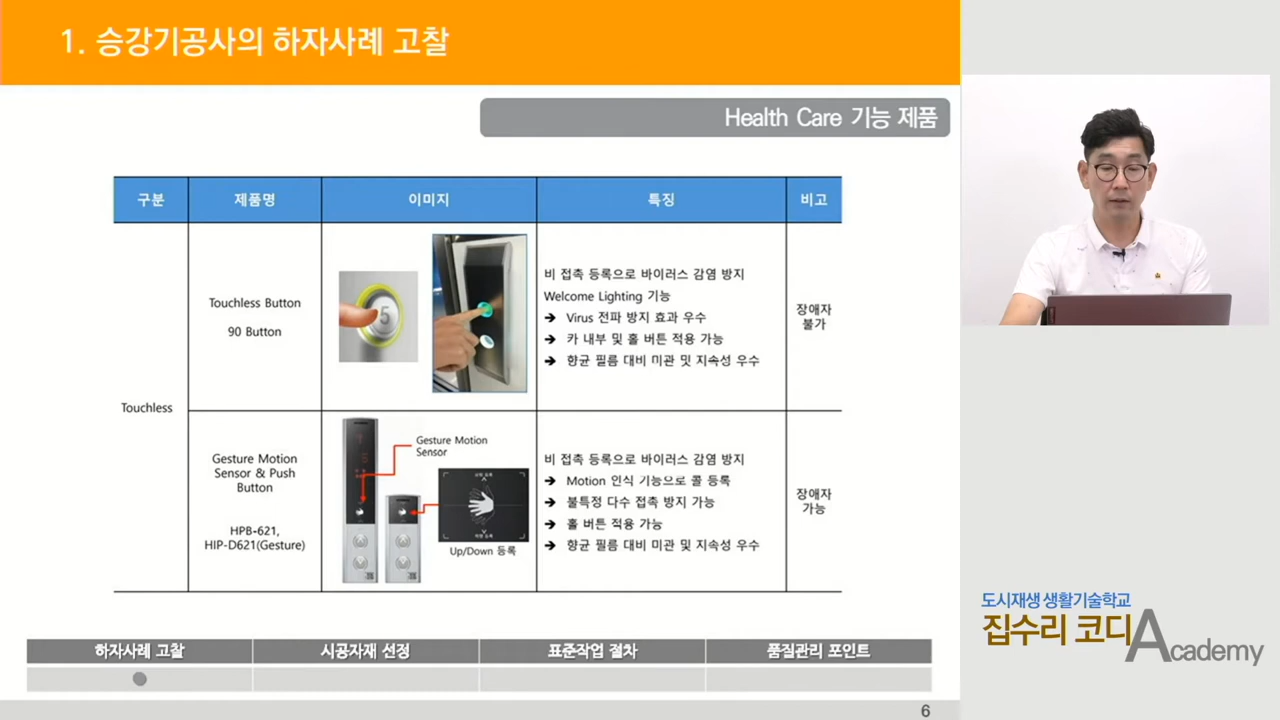 1. 승강기공사의 하자사례 고찰
Health Care 기능 제품
구분 제품명 이미지 특징 비고
Touchless
Touchless Button
90 Button
5
비 접촉 등록으로 바이러스 감염 방지
Welcome Lighting 기능
➔ Virus 전파 방지 효과 우수
➔ 카 내부 및 홀 버튼 적용 가능
➔ 향균 필름 대비 미관 및 지속성 우수
장애자
불가
Gesture Motion
Sensor & Push
Button
HPB-621,
HIP-D621(Gesture)
Gesture Motion
Sensor
Up/Down 등록
비 접촉 등록으로 바이러스 감염 방지
➔ Motion 인식 기능으로 콜 등록
➔ 불특정 다수 접촉 방지 가능
➔ 홀 버튼 적용 가능
➔ 향균 필름 대비 미관 및 지속성 우수
장애자
가능
하자사례 고찰 시공자재 선정 표준작업 절차 품질관리 포인트
6
도시재생 생활기술학교
집수리 코디 Academy